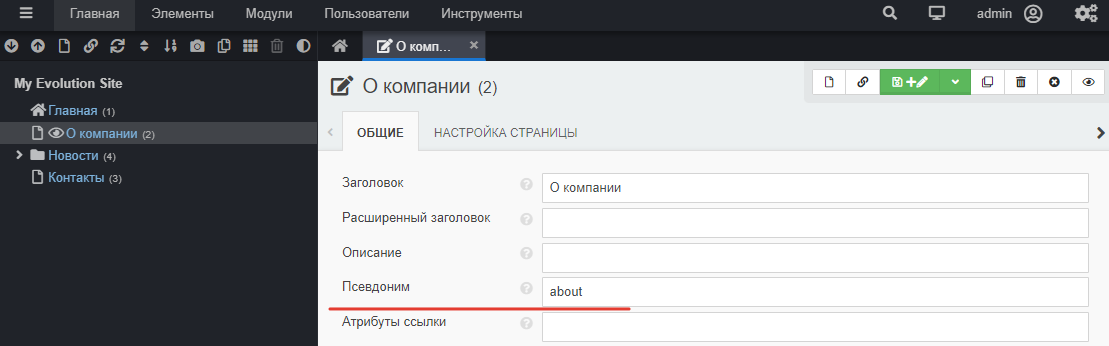 Главная Элементы Модули Пользователи Инструменты admin
О комп... ×
My Evolution Site
Главная (1)
О компании (2)
Новости (4)
Контакты (3)
О компании (2)
ОБЩИЕ НАСТРОЙКА СТРАНИЦЫ
Заголовок ? О компании
Расширенный заголовок ?
Описание ?
Псевдоним ? about
Атрибуты ссылки ?